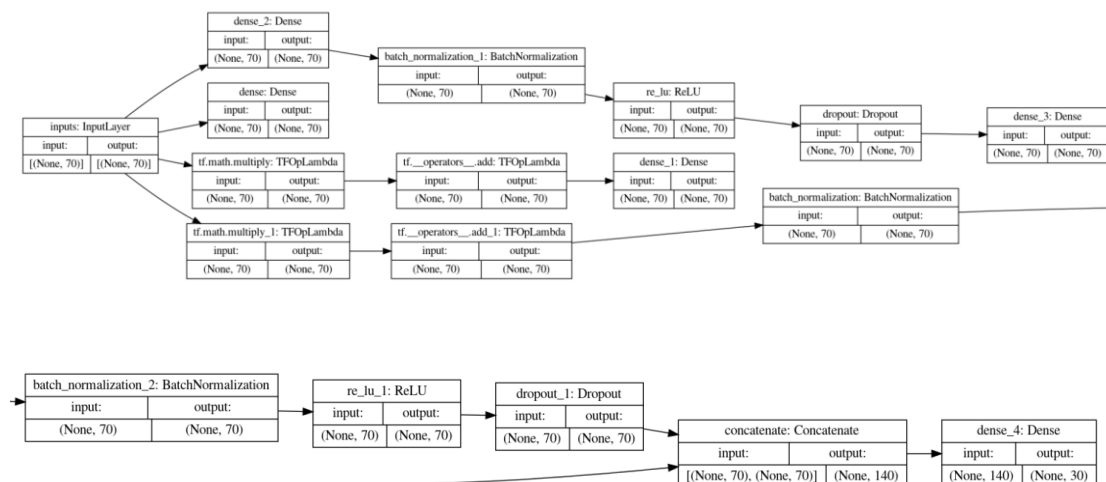 dense_2: Dense
input: output:
(None, 70) (None, 70)
batch_normalization_1: BatchNormalization
input: output:
(None, 70) (None, 70)
dense: Dense
input: output:
(None, 70) (None, 70)
re_lu: ReLU
input: output:
(None, 70) (None, 70)
dropout: Dropout
input: output:
(None, 70) (None, 70)
dense_3: Dense
input: output:
(None, 70) (None, 70)
inputs: InputLayer
input: output:
[(None, 70)] [(None, 70)]
tf.math.multiply: TFOpLambda
input: output:
(None, 70) (None, 70)
tf.__operators__.add: TFOpLambda
input: output:
(None, 70) (None, 70)
dense_1: Dense
input: output:
(None, 70) (None, 70)
batch_normalization: BatchNormalization
input: output:
(None, 70) (None, 70)
tf.math.multiply_1: TFOpLambda
input: output:
(None, 70) (None, 70)
tf.__operators__.add_1: TFOpLambda
input: output:
(None, 70) (None, 70)
batch_normalization_2: BatchNormalization
input: output:
(None, 70) (None, 70)
re_lu_1: ReLU
input: output:
(None, 70) (None, 70)
dropout_1: Dropout
input: output:
(None, 70) (None, 70)
concatenate: Concatenate
input: output:
[(None, 70), (None, 70)] (None, 140)
dense_4: Dense
input: output:
(None, 140) (None, 30)